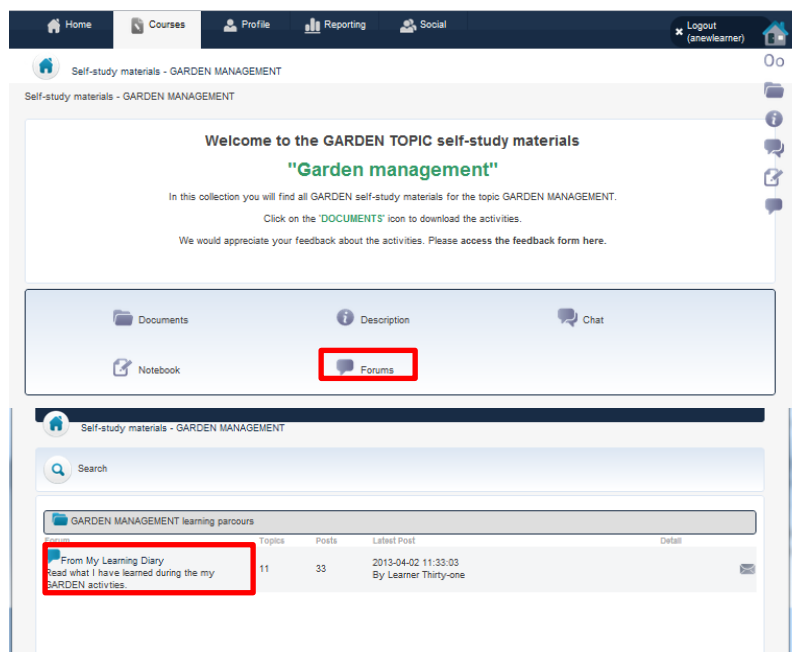 Home
Courses
Profile
Reporting
Social
Logout
(anewlearner)
Self-study materials - GARDEN MANAGEMENT
Self-study materials - GARDEN MANAGEMENT
Welcome to the GARDEN TOPIC self-study materials
"Garden management"
In this collection you will find all GARDEN self-study materials for the topic GARDEN MANAGEMENT.
Click on the 'DOCUMENTS' icon to download the activities.
We would appreciate your feedback about the activities. Please access the feedback form here.
Documents
Description
Chat
Notebook
Forums
Self-study materials - GARDEN MANAGEMENT
Search
GARDEN MANAGEMENT learning parcours
Forum Topics Posts Latest Post Detail
From My Learning Diary
Read what I have learned during the my
GARDEN activties.
11
33
2013-04-02 11:33:03
By Learner Thirty-one